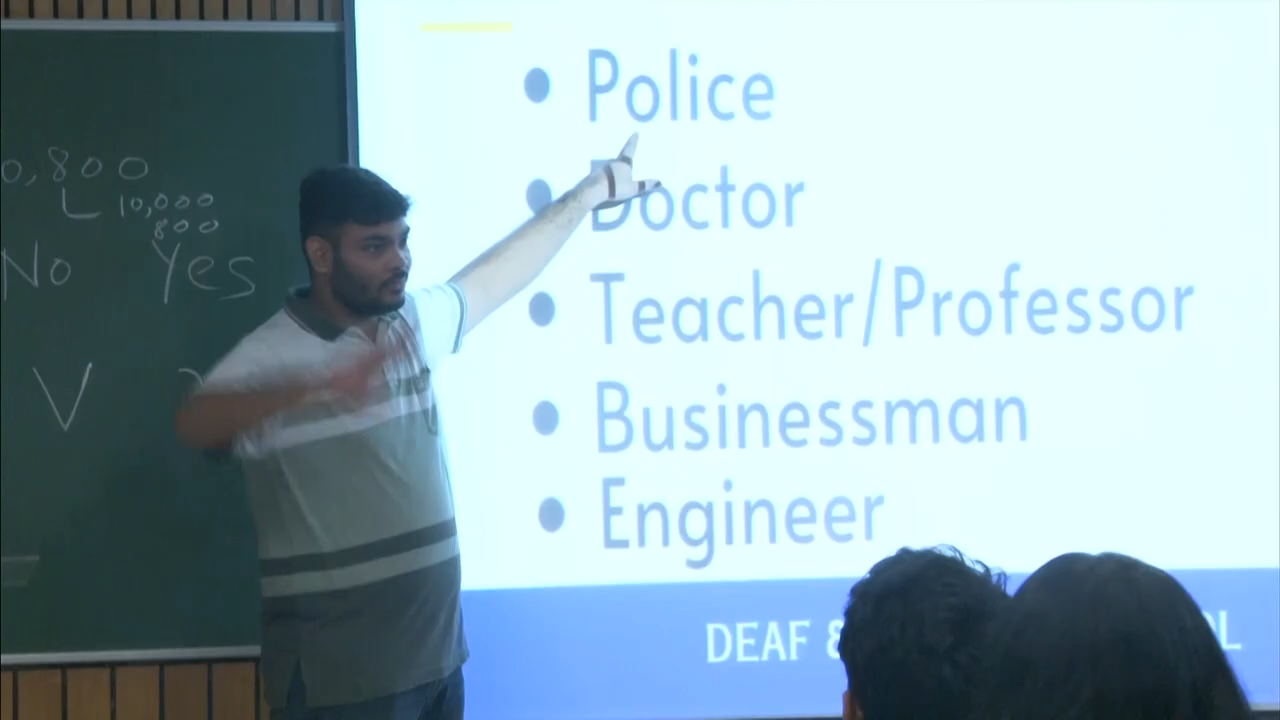 0,800
10,000
800
No Yes
V
• Police
• Doctor
• Teacher/Professor
• Businessman
• Engineer
DEAF &